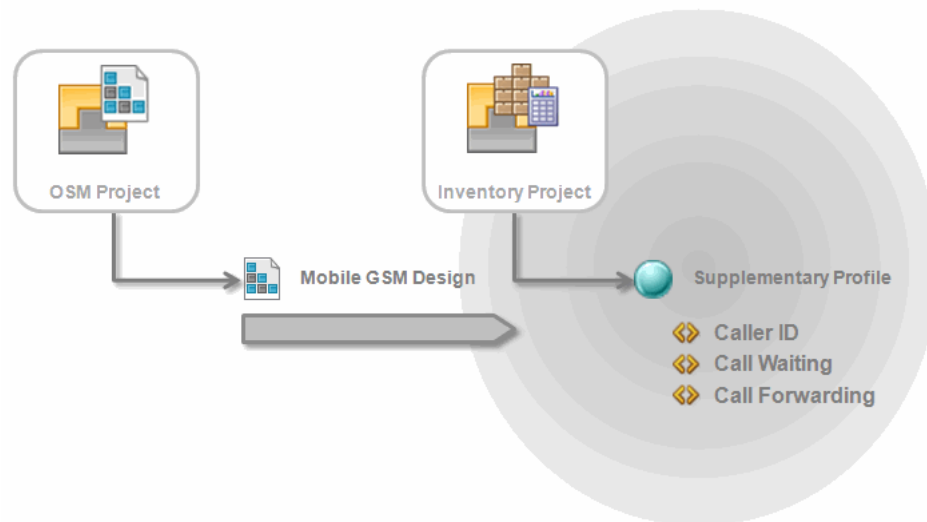 OSM Project
Inventory Project
Mobile GSM Design
Supplementary Profile
Caller ID
Call Waiting
Call Forwarding